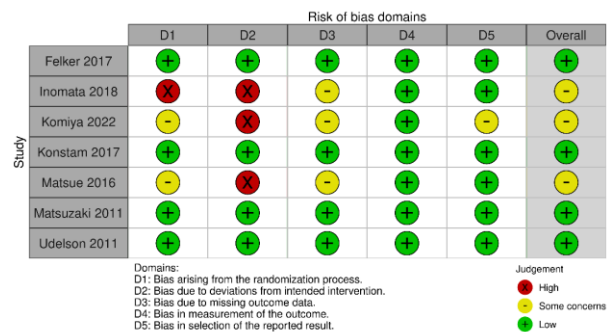 Risk of bias domains
D1 D2 D3 D4 D5 Overall
Study
Felker 2017 + + + + + +
Inomata 2018 X X - + + -
Komiya 2022 - X - + - -
Konstam 2017 + + + + + +
Matsue 2016 - X - + + -
Matsuzaki 2011 + + + + + +
Udelson 2011 + + + + + +
Domains:
D1: Bias arising from the randomization process.
D2: Bias due to deviations from intended intervention.
D3: Bias due to missing outcome data.
D4: Bias in measurement of the outcome.
D5: Bias in selection of the reported result.
Judgement
X High
- Some concerns
+ Low